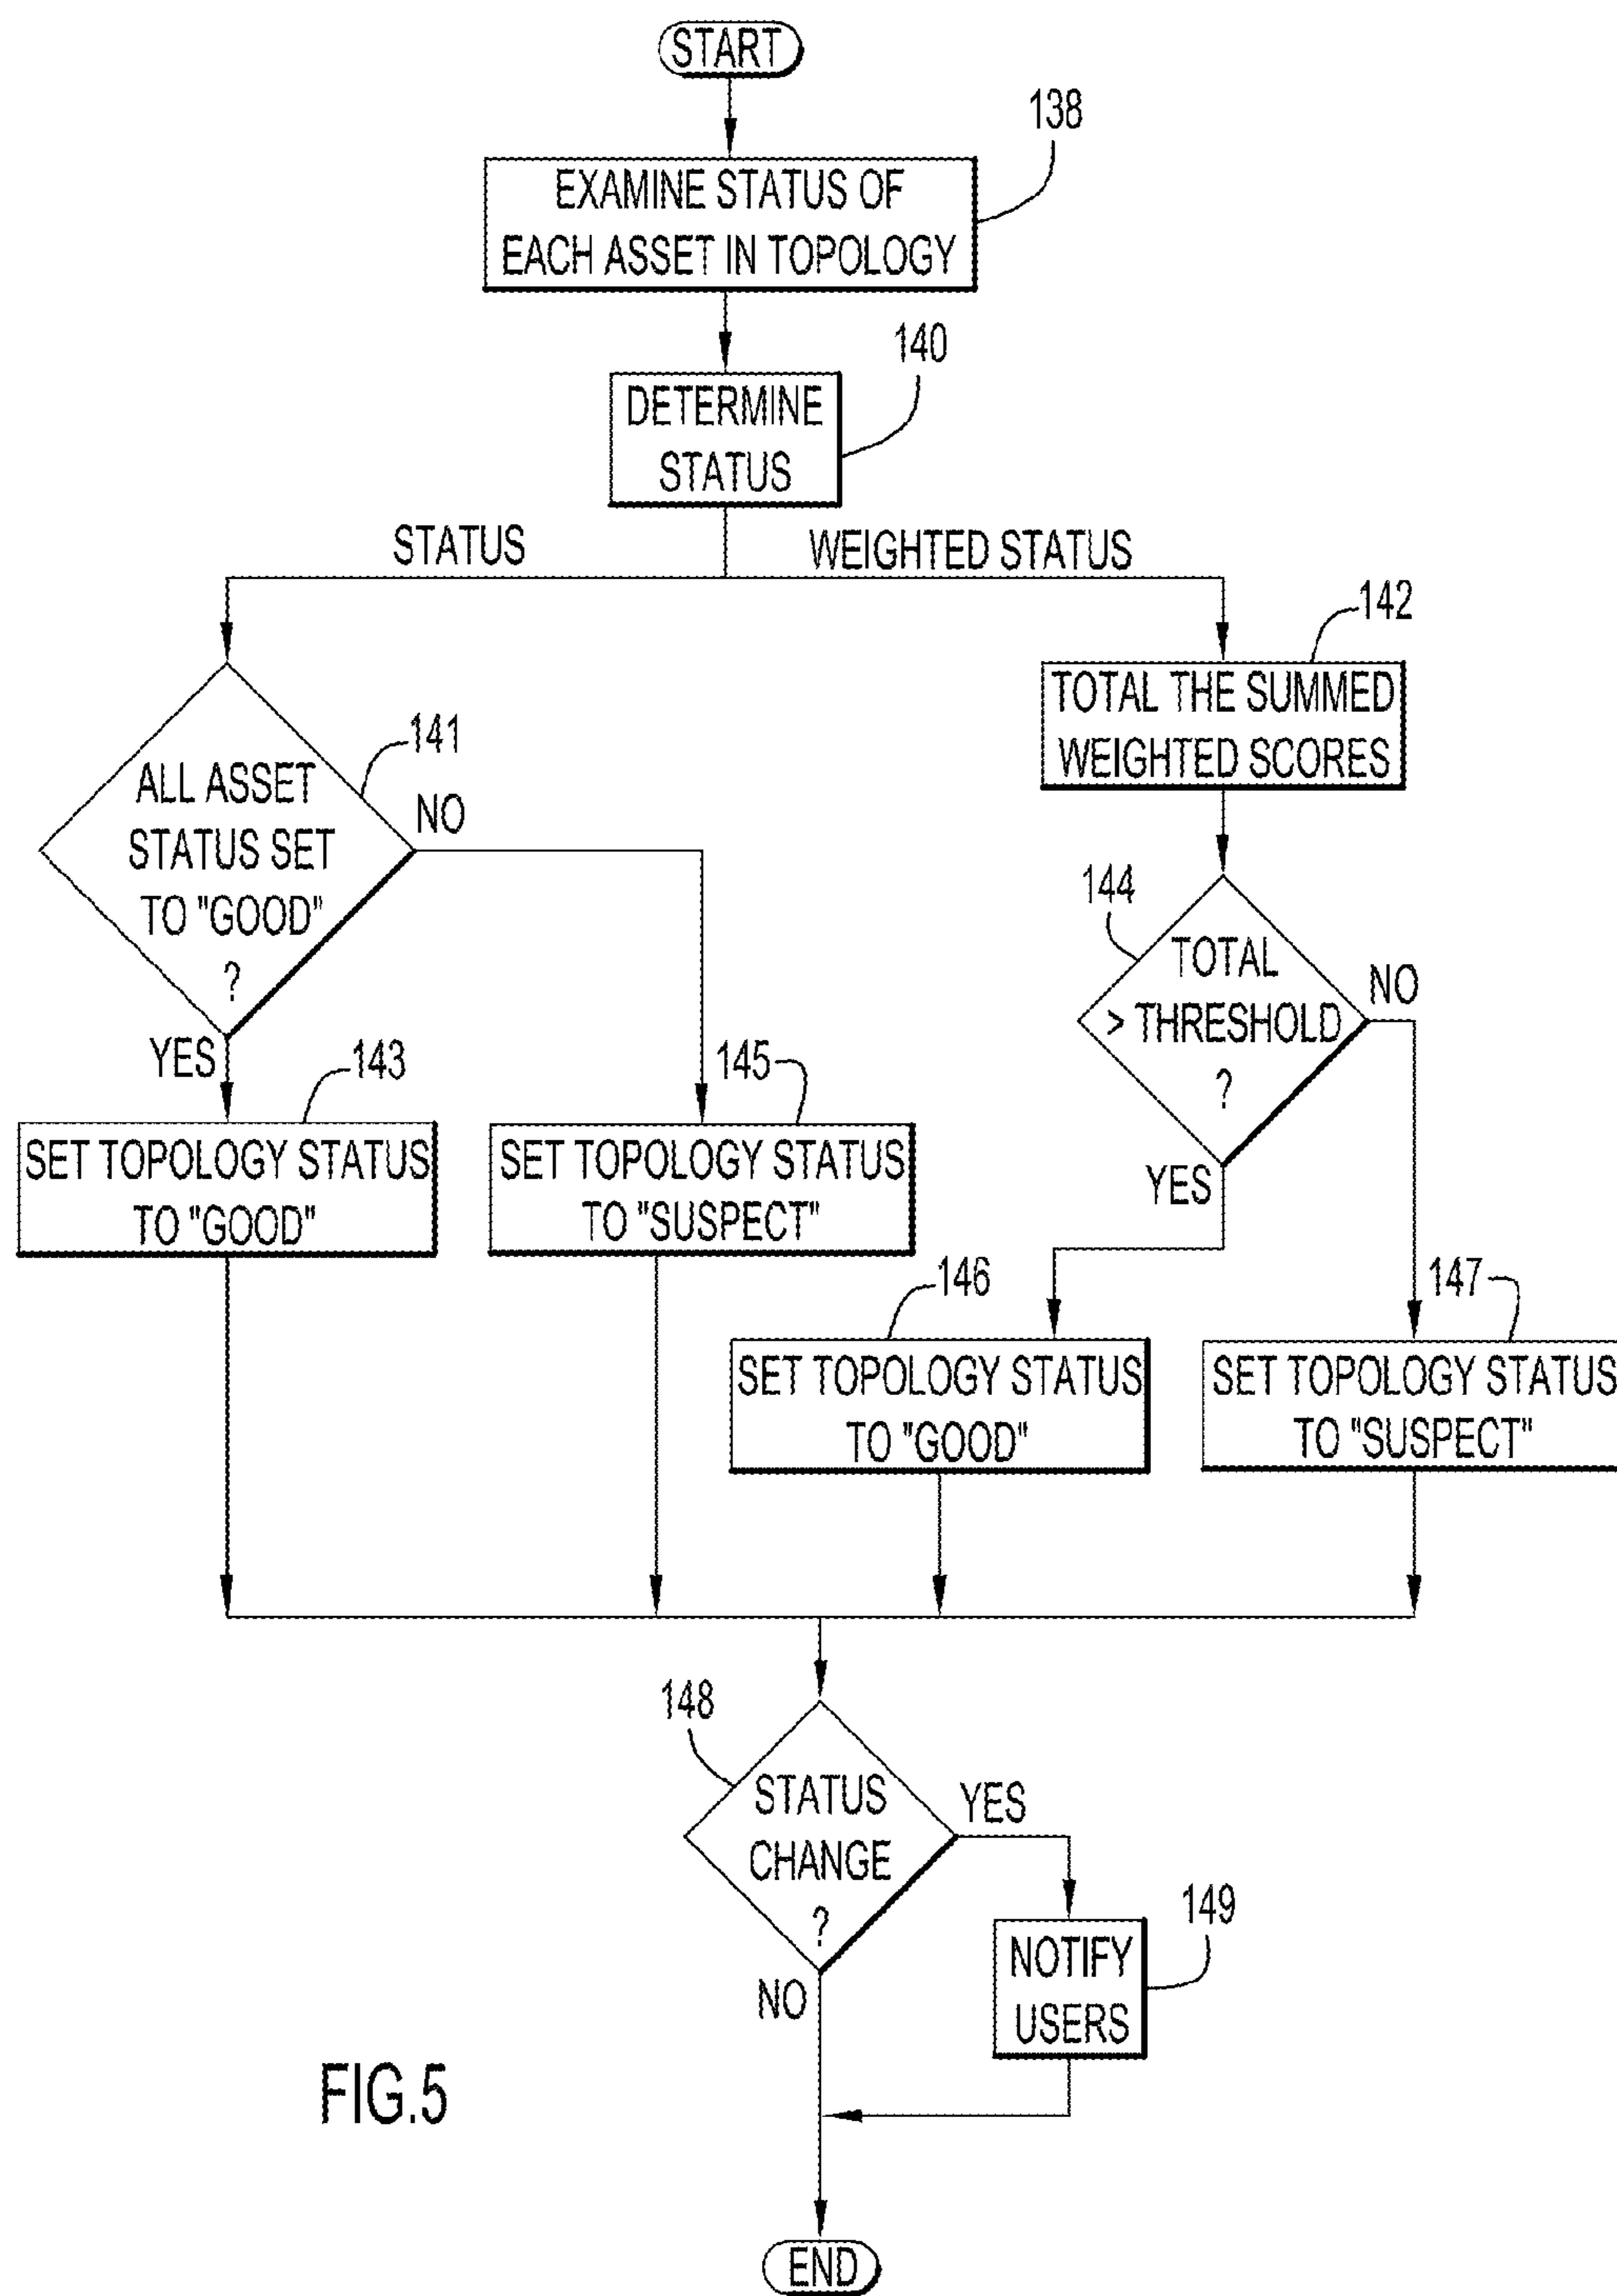 START
138
EXAMINE STATUS OF
EACH ASSET IN TOPOLOGY
140
DETERMINE
STATUS
STATUS
WEIGHTED STATUS
142
TOTAL THE SUMMED
WEIGHTED SCORES
141
ALL ASSET
STATUS SET
TO "GOOD"
?
NO
YES
144
TOTAL
> THRESHOLD
?
NO
YES
143
SET TOPOLOGY STATUS
TO "GOOD"
145
SET TOPOLOGY STATUS
TO "SUSPECT"
146
SET TOPOLOGY STATUS
TO "GOOD"
147
SET TOPOLOGY STATUS
TO "SUSPECT"
148
STATUS
CHANGE
?
YES
NO
149
NOTIFY
USERS
FIG.5
END